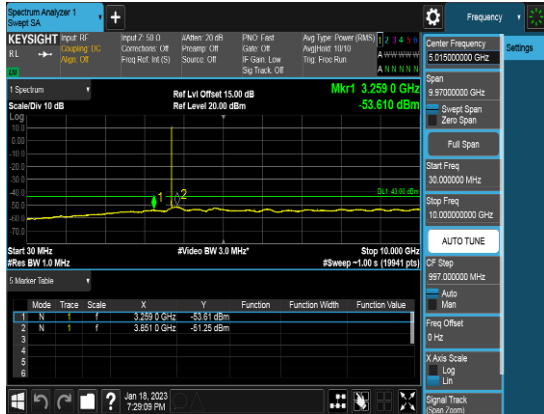 Spectrum Analyzer 1
Swept SA
Frequency
KEYSIGHT Input: RF Input Z: 50 Ω #Atten: 20 dB PNO: Fast Avg Type: Power (RMS) 1 2 3 4 5 6
RL Coupling: DC Corrections: Off Preamp: Off Gate: Off Avg|Hold: 10/10 A W W W W W
Align: Off Freq Ref: Int (S) Source: Off IF Gain: Low Trig: Free Run
Sig Track: Off A N N N N N
Center Frequency
5.015000000 GHz
Settings
1 Spectrum
Ref Lvl Offset 15.00 dB
Mkr1 3.259 0 GHz
Scale/Div 10 dB
Ref Level 20.00 dBm
-53.610 dBm
Span
9.97000000 GHz
Swept Span
Zero Span
Full Span
Start Freq
30.000000 MHz
Stop Freq
10.000000000 GHz
AUTO TUNE
CF Step
997.000000 MHz
Auto
Man
Freq Offset
0 Hz
X Axis Scale
Log
Lin
Signal Track
(Span Zoom)
Log
10.0
0.00
-10.0
-20.0
-30.0
-40.0
-50.0
-60.0
-70.0
1
2
Start 30 MHz
#Video BW 3.0 MHz*
Stop 10.000 GHz
#Res BW 1.0 MHz
#Sweep ~1.00 s (19941 pts)
5 Marker Table
Mode Trace Scale X Y Function Function Width Function Value
1 N 1 f 3.259 0 GHz -53.61 dBm
2 N 1 f 3.851 0 GHz -51.25 dBm
3
4
5
6
?
Jan 18, 2023
7:29:09 PM